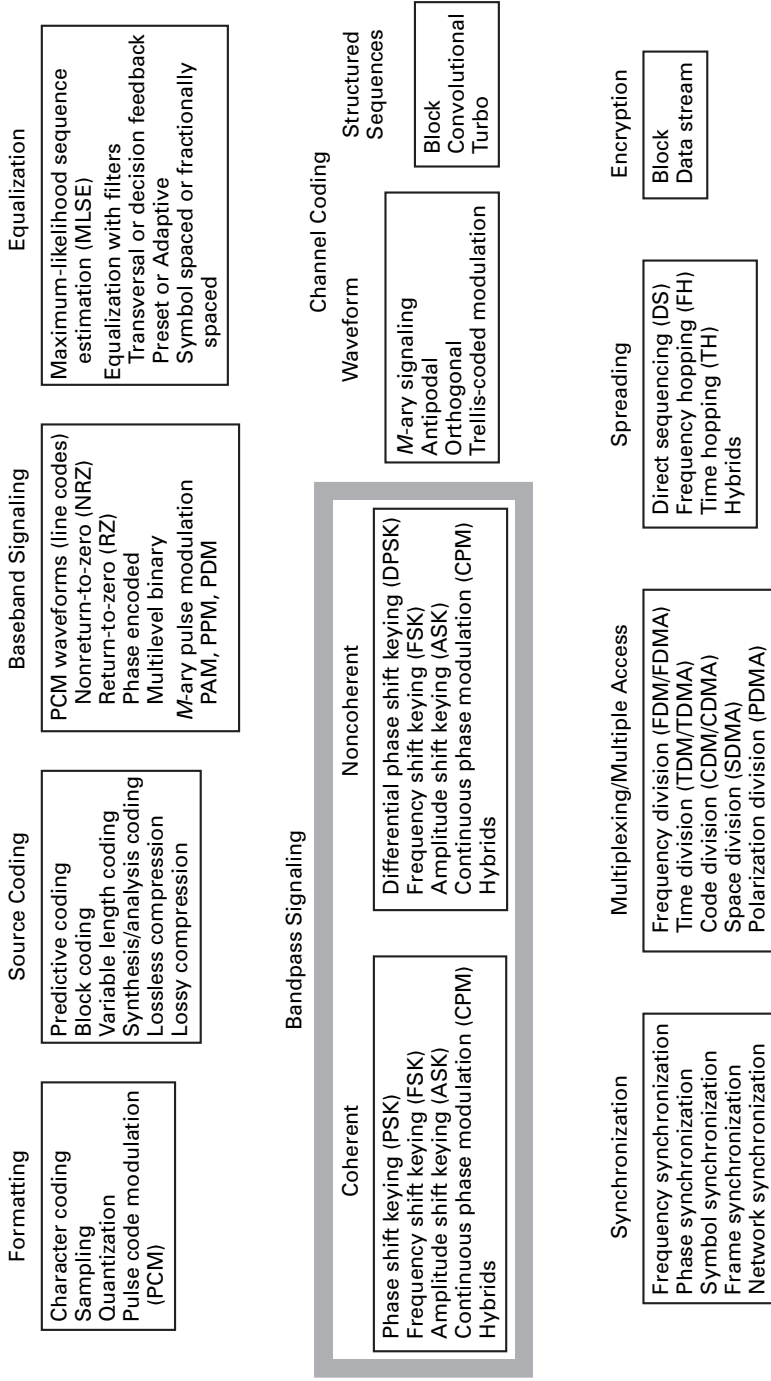 Formatting
Character coding
Sampling
Quantization
Pulse code modulation
(PCM)
Source Coding
Predictive coding
Block coding
Variable length coding
Synthesis/analysis coding
Lossless compression
Lossy compression
Baseband Signaling
PCM waveforms (line codes)
Nonreturn-to-zero (NRZ)
Return-to-zero (RZ)
Phase encoded
Multilevel binary
M-ary pulse modulation
PAM, PPM, PDM
Equalization
Maximum-likelihood sequence
estimation (MLSE)
Equalization with filters
Transversal or decision feedback
Preset or Adaptive
Symbol spaced or fractionally
spaced
Bandpass Signaling
Coherent
Phase shift keying (PSK)
Frequency shift keying (FSK)
Amplitude shift keying (ASK)
Continuous phase modulation (CPM)
Hybrids
Noncoherent
Differential phase shift keying (DPSK)
Frequency shift keying (FSK)
Amplitude shift keying (ASK)
Continuous phase modulation (CPM)
Hybrids
Channel Coding
Waveform
M-ary signaling
Antipodal
Orthogonal
Trellis-coded modulation
Structured
Sequences
Block
Convolutional
Turbo
Synchronization
Frequency synchronization
Phase synchronization
Symbol synchronization
Frame synchronization
Network synchronization
Multiplexing/Multiple Access
Frequency division (FDM/FDMA)
Time division (TDM/TDMA)
Code division (CDM/CDMA)
Space division (SDMA)
Polarization division (PDMA)
Spreading
Direct sequencing (DS)
Frequency hopping (FH)
Time hopping (TH)
Hybrids
Encryption
Block
Data stream